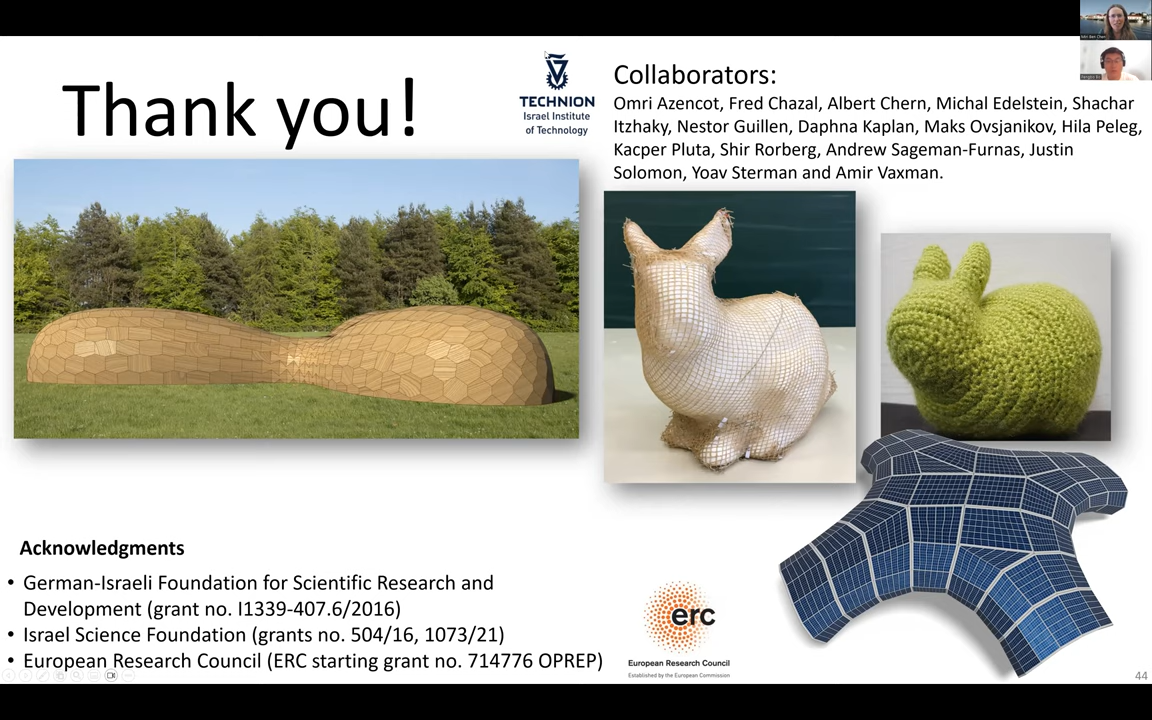 Thank you!
TECHNION
Israel Institute
of Technology
Collaborators:
Omri Azencot, Fred Chazal, Albert Chern, Michal Edelstein, Shachar
Itzhaky, Nestor Guillen, Daphna Kaplan, Maks Ovsjanikov, Hila Peleg,
Kacper Pluta, Shir Rorberg, Andrew Sageman-Furnas, Justin
Solomon, Yoav Sterman and Amir Vaxman.
Acknowledgments
• German-Israeli Foundation for Scientific Research and
Development (grant no. I1339-407.6/2016)
• Israel Science Foundation (grants no. 504/16, 1073/21)
• European Research Council (ERC starting grant no. 714776 OPREP)
erc
European Research Council
Established by the European Commission
44